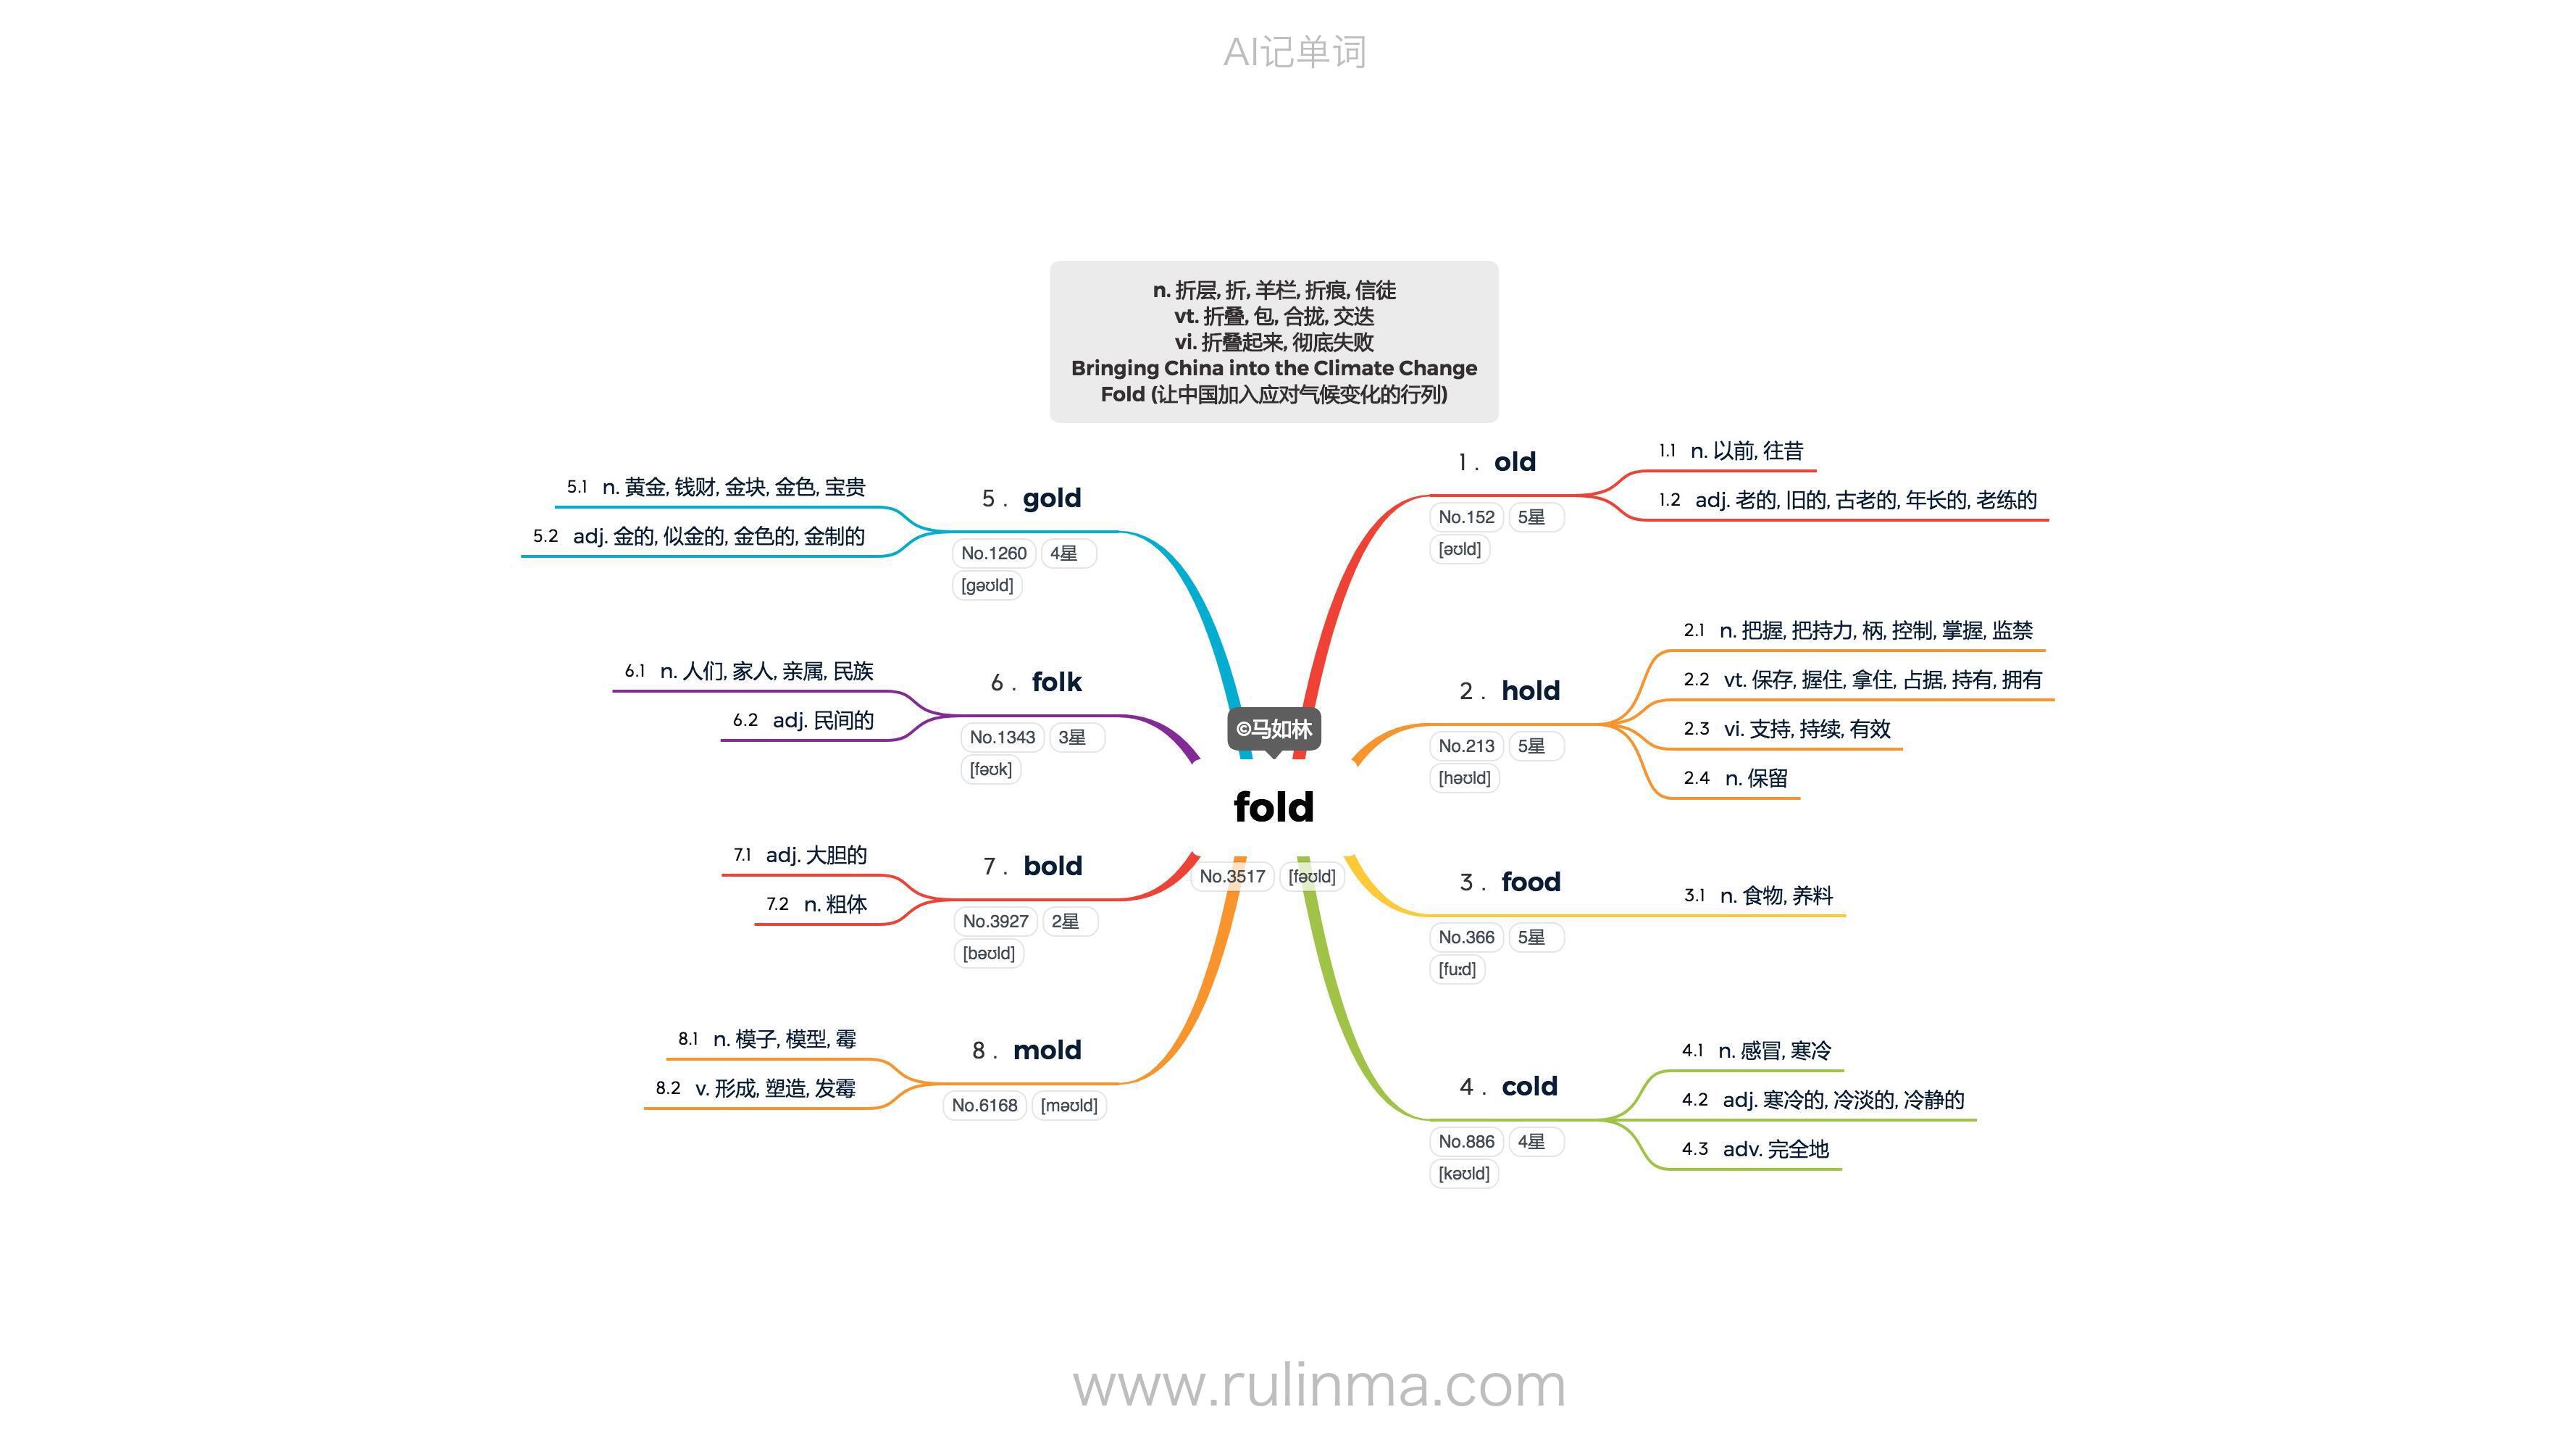 AI记单词
n. 折层, 折, 羊栏, 折痕, 信徒
vt. 折叠, 包, 合拢, 交迭
vi. 折叠起来, 彻底失败
Bringing China into the Climate Change
Fold (让中国加入应对气候变化的行列)
©马如林
fold
No.3517 [fəʊld]
1. old
No.152 5星
[əʊld]
1.1 n. 以前, 往昔
1.2 adj. 老的, 旧的, 古老的, 年长的, 老练的
2. hold
No.213 5星
[həʊld]
2.1 n. 把握, 把持力, 柄, 控制, 掌握, 监禁
2.2 vt. 保存, 握住, 拿住, 占据, 持有, 拥有
2.3 vi. 支持, 持续, 有效
2.4 n. 保留
3. food
No.366 5星
[fuːd]
3.1 n. 食物, 养料
4. cold
No.886 4星
[kəʊld]
4.1 n. 感冒, 寒冷
4.2 adj. 寒冷的, 冷淡的, 冷静的
4.3 adv. 完全地
5. gold
No.1260 4星
[gəʊld]
5.1 n. 黄金, 钱财, 金块, 金色, 宝贵
5.2 adj. 金的, 似金的, 金色的, 金制的
6. folk
No.1343 3星
[fəʊk]
6.1 n. 人们, 家人, 亲属, 民族
6.2 adj. 民间的
7. bold
No.3927 2星
[bəʊld]
7.1 adj. 大胆的
7.2 n. 粗体
8. mold
No.6168 [məʊld]
8.1 n. 模子, 模型, 霉
8.2 v. 形成, 塑造, 发霉
www.rulinma.com